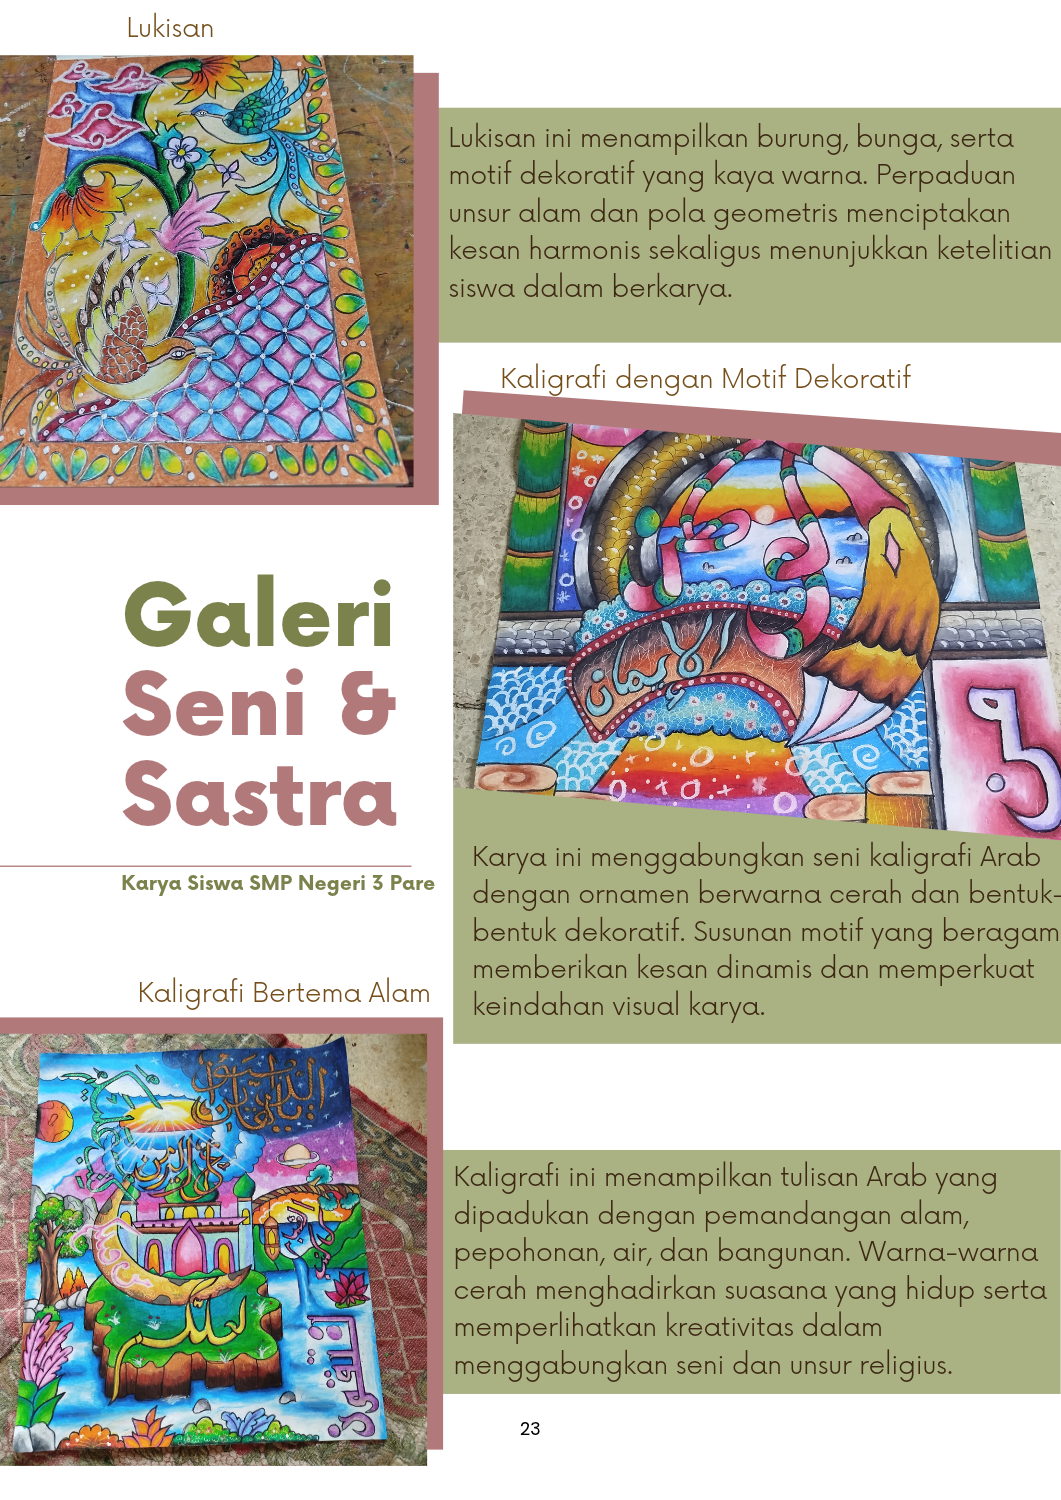 Lukisan
Lukisan ini menampilkan burung, bunga, serta
motif dekoratif yang kaya warna. Perpaduan
unsur alam dan pola geometris menciptakan
kesan harmonis sekaligus menunjukkan ketelitian
siswa dalam berkarya.
Kaligrafi dengan Motif Dekoratif
الإيمان
Galeri
Seni &
Sastra
Karya Siswa SMP Negeri 3 Pare
Karya ini menggabungkan seni kaligrafi Arab
dengan ornamen berwarna cerah dan bentuk-
bentuk dekoratif. Susunan motif yang beragam
memberikan kesan dinamis dan memperkuat
keindahan visual karya.
Kaligrafi Bertema Alam
Kaligrafi ini menampilkan tulisan Arab yang
dipadukan dengan pemandangan alam,
pepohonan, air, dan bangunan. Warna-warna
cerah menghadirkan suasana yang hidup serta
memperlihatkan kreativitas dalam
menggabungkan seni dan unsur religius.
23